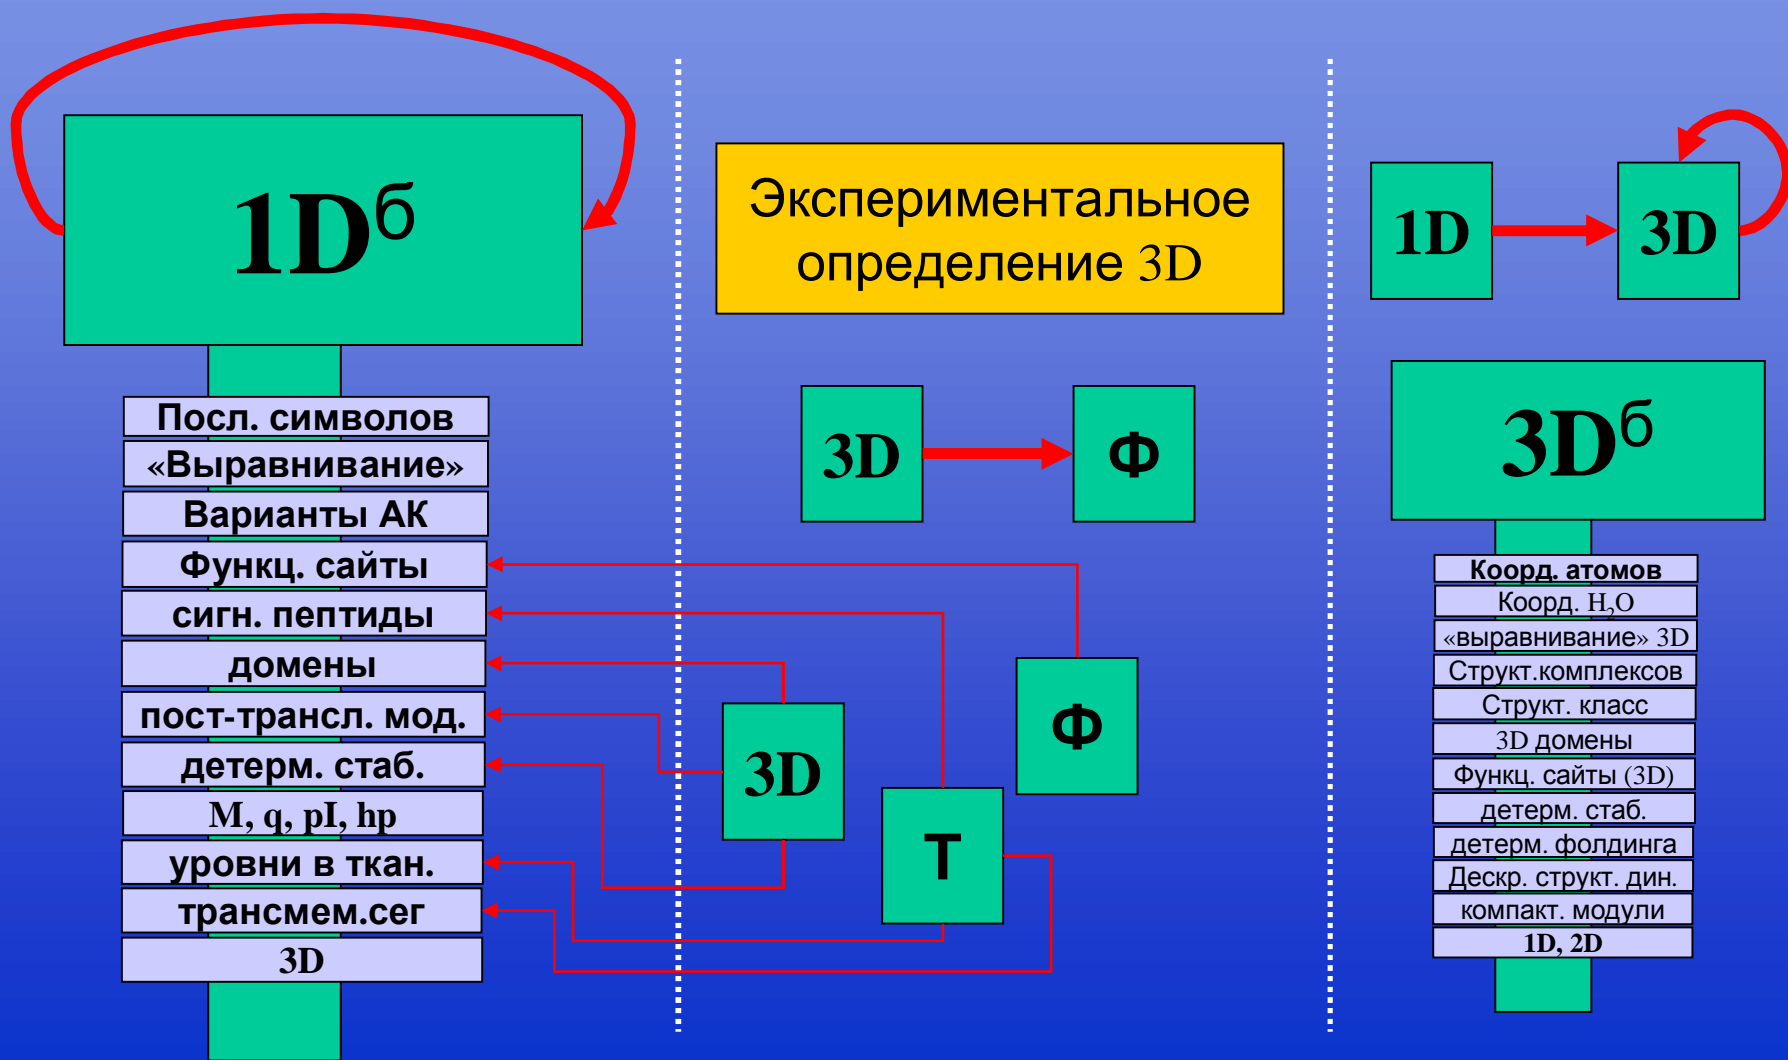 1Dб
Посл. символов
«Выравнивание»
Варианты АК
Функц. сайты
сигн. пептиды
домены
пост-трансл. мод.
детерм. стаб.
M, q, pI, hp
уровни в ткан.
трансмем.сег
3D
Экспериментальное
определение 3D
3D
Ф
3D
Т
Ф
1D
3D
3Dб
Коорд. атомов
Коорд. H2O
«выравнивание» 3D
Структ.комплексов
Структ. класс
3D домены
Функц. сайты (3D)
детерм. стаб.
детерм. фолдинга
Дескр. структ. дин.
компакт. модули
1D, 2D